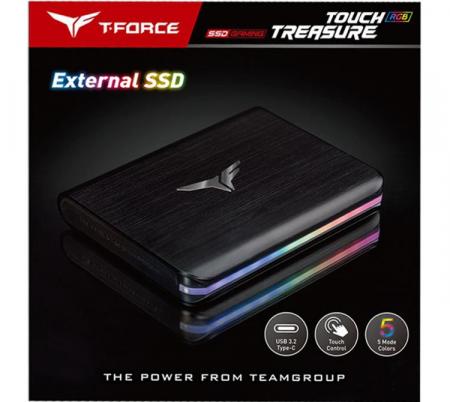 T-FORCE
SSD GAMING
TOUCH RGB
TREASURE
External SSD
USB 3.2
Type-C
Touch
Control
5
5 Mode
Colors
THE POWER FROM TEAMGROUP